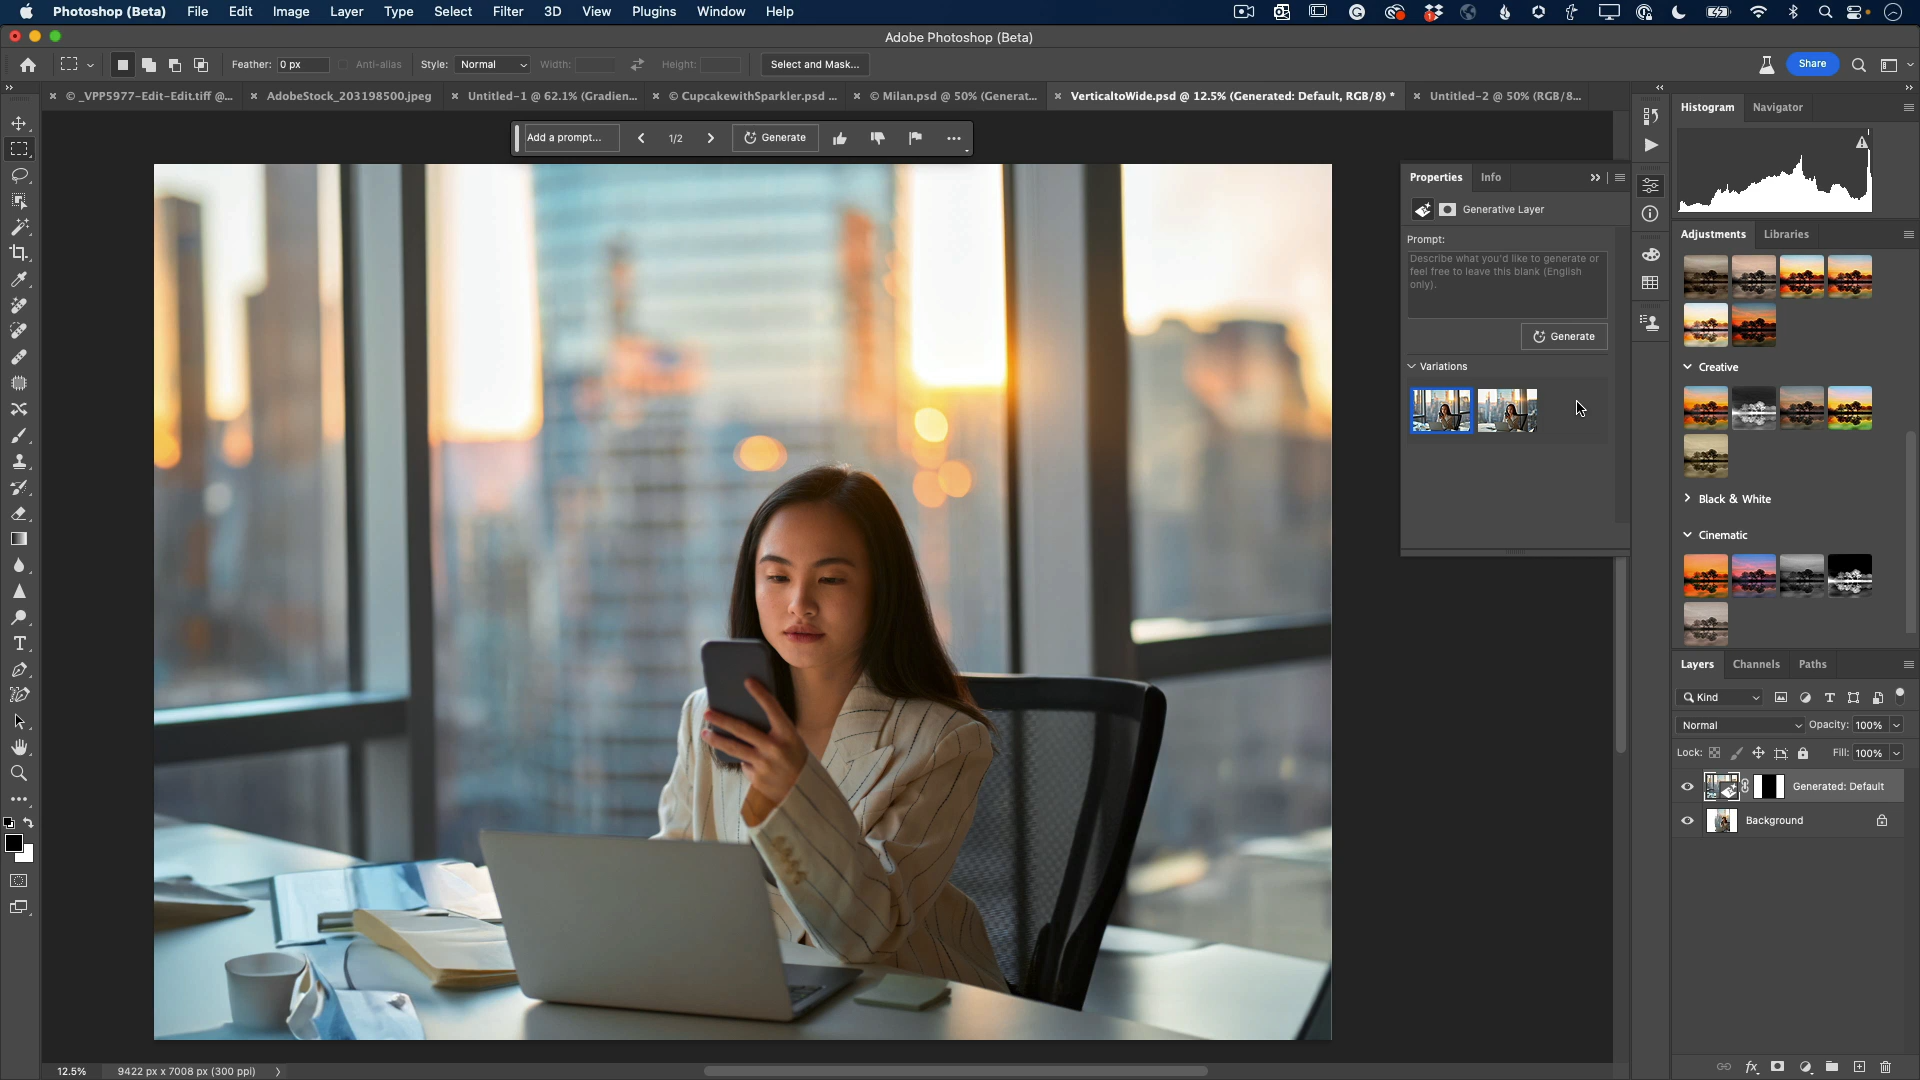 Photoshop (Beta) File Edit Image Layer Type Select Filter 3D View Plugins Window Help
Adobe Photoshop (Beta)
Feather: 0 px Anti-alias Style: Normal Width: Height: Select and Mask... Share
© _VPP5977-Edit-Edit.tiff @... AdobeStock_203198500.jpeg Untitled-1 @ 62.1% (Gradien... © CupcakewithSparkler.psd ... © Milan.psd @ 50% (Generat... VerticaltoWide.psd @ 12.5% (Generated: Default, RGB/8) * Untitled-2 @ 50% (RGB/8...
Add a prompt... 1/2 Generate
Histogram Navigator
Properties Info
Generative Layer
Prompt:
Describe what you'd like to generate or
feel free to leave this blank (English
only).
Generate
Variations
Adjustments Libraries
Creative
Black & White
Cinematic
Layers Channels Paths
Kind
Normal Opacity: 100%
Lock: Fill: 100%
Generated: Default
Background
12.5% 9422 px x 7008 px (300 ppi)